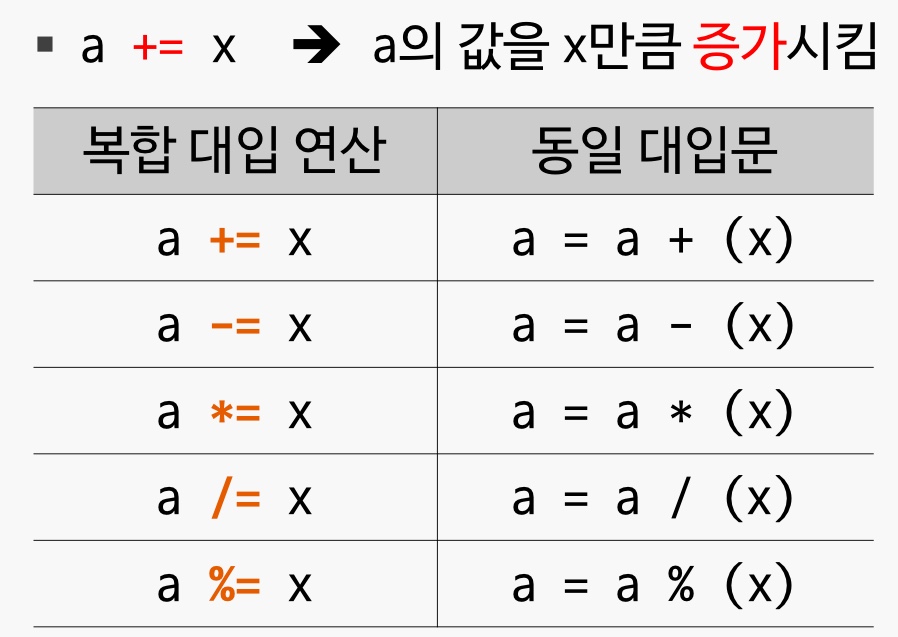 ▪ a += x ➔ a의 값을 x만큼 증가시킴
복합 대입 연산 동일 대입문
a += x a = a + (x)
a -= x a = a - (x)
a *= x a = a * (x)
a /= x a = a / (x)
a %= x a = a % (x)